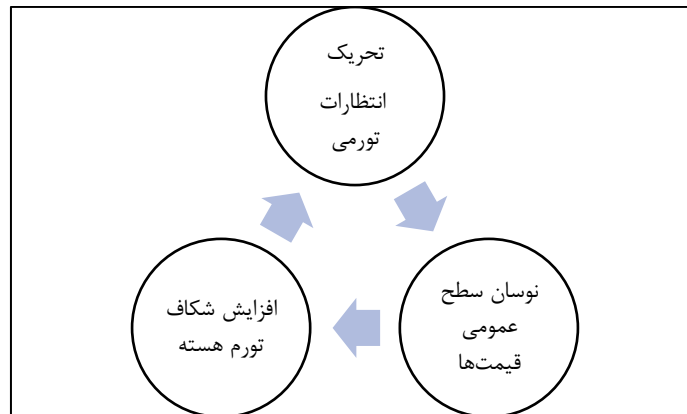 تحریک
انتظارات
تورمی
نوسان سطح
عمومی
قیمت‌ها
افزایش شکاف
تورم هسته